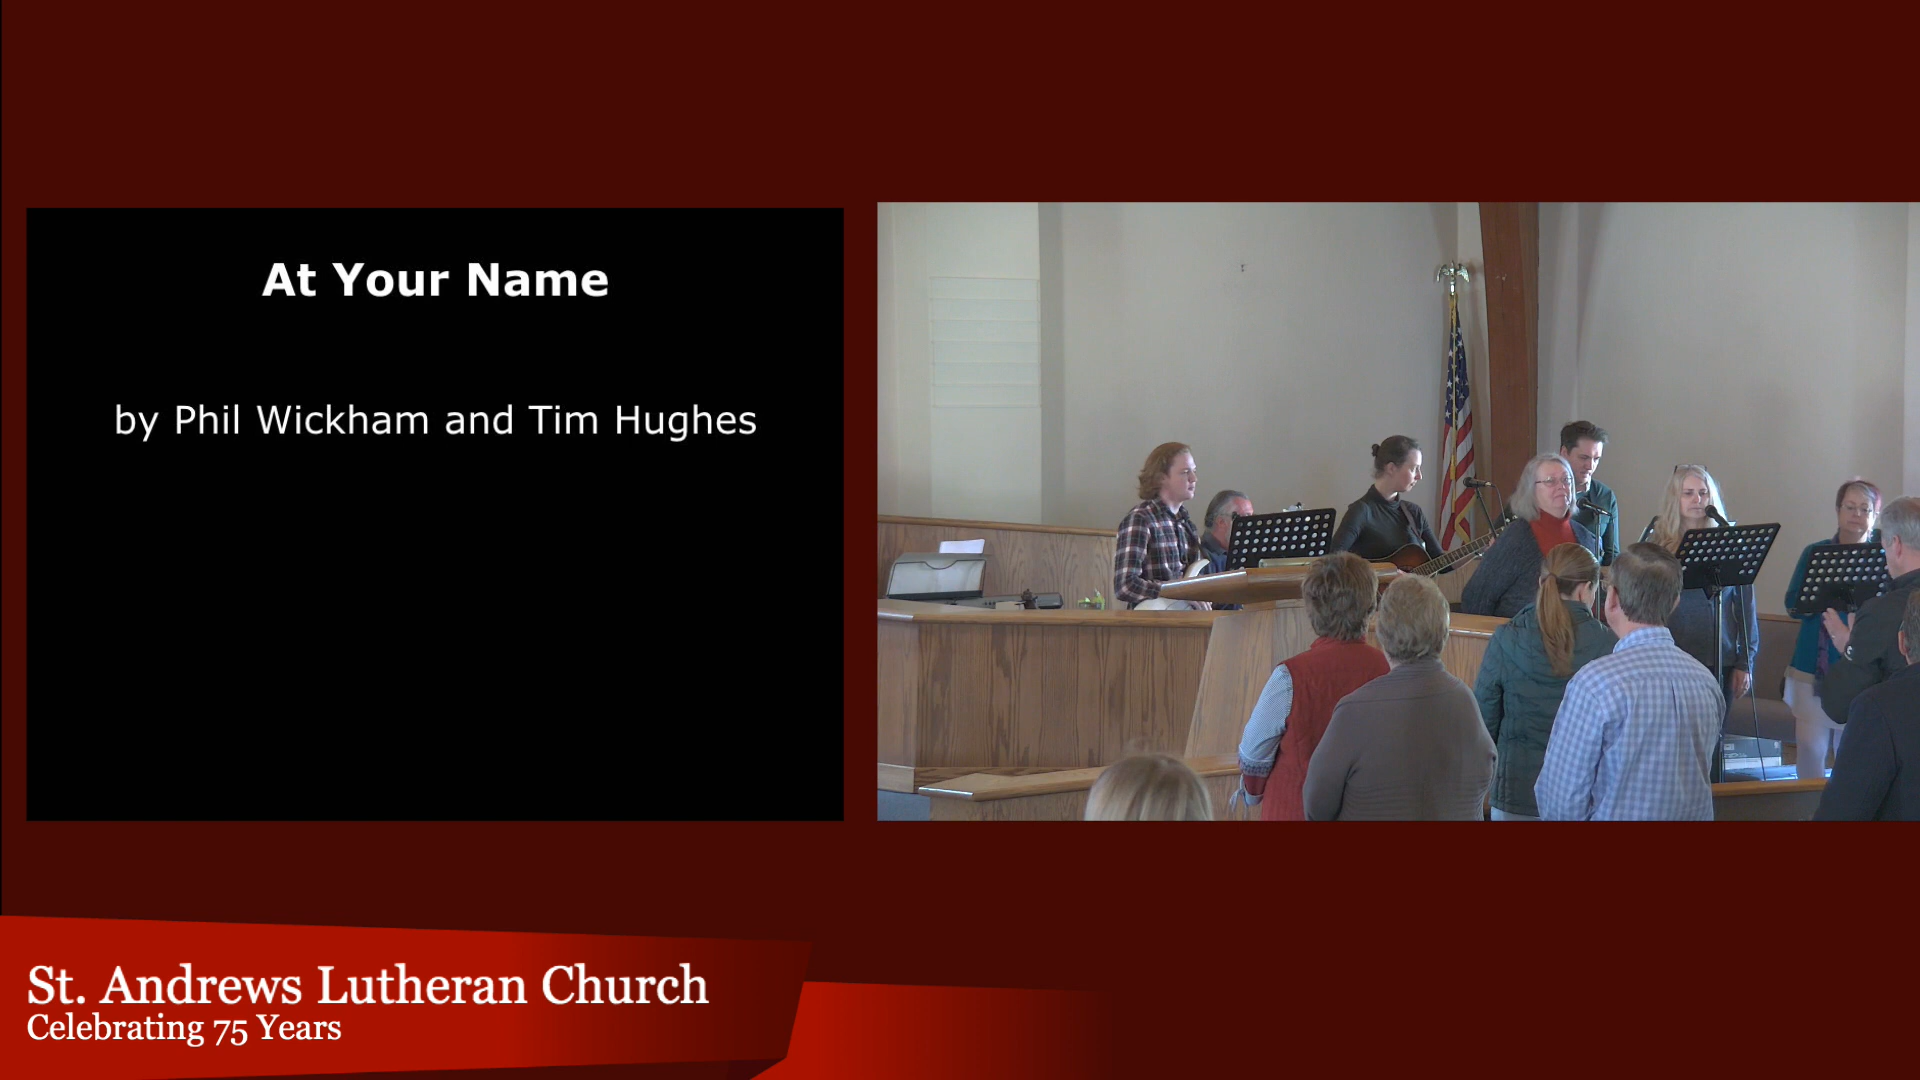 At Your Name
by Phil Wickham and Tim Hughes
St. Andrews Lutheran Church
Celebrating 75 Years